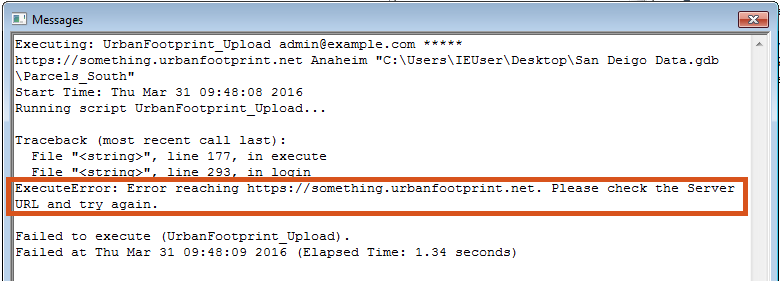 Messages
Executing: UrbanFootprint_Upload admin@example.com *****
https://something.urbanfootprint.net Anaheim "C:\Users\IEUser\Desktop\San Deigo Data.gdb
\Parcels_South"
Start Time: Thu Mar 31 09:48:08 2016
Running script UrbanFootprint_Upload...
Traceback (most recent call last):
File "<string>", line 177, in execute
File "<string>", line 293, in login
ExecuteError: Error reaching https://something.urbanfootprint.net. Please check the Server
URL and try again.
Failed to execute (UrbanFootprint_Upload).
Failed at Thu Mar 31 09:48:09 2016 (Elapsed Time: 1.34 seconds)